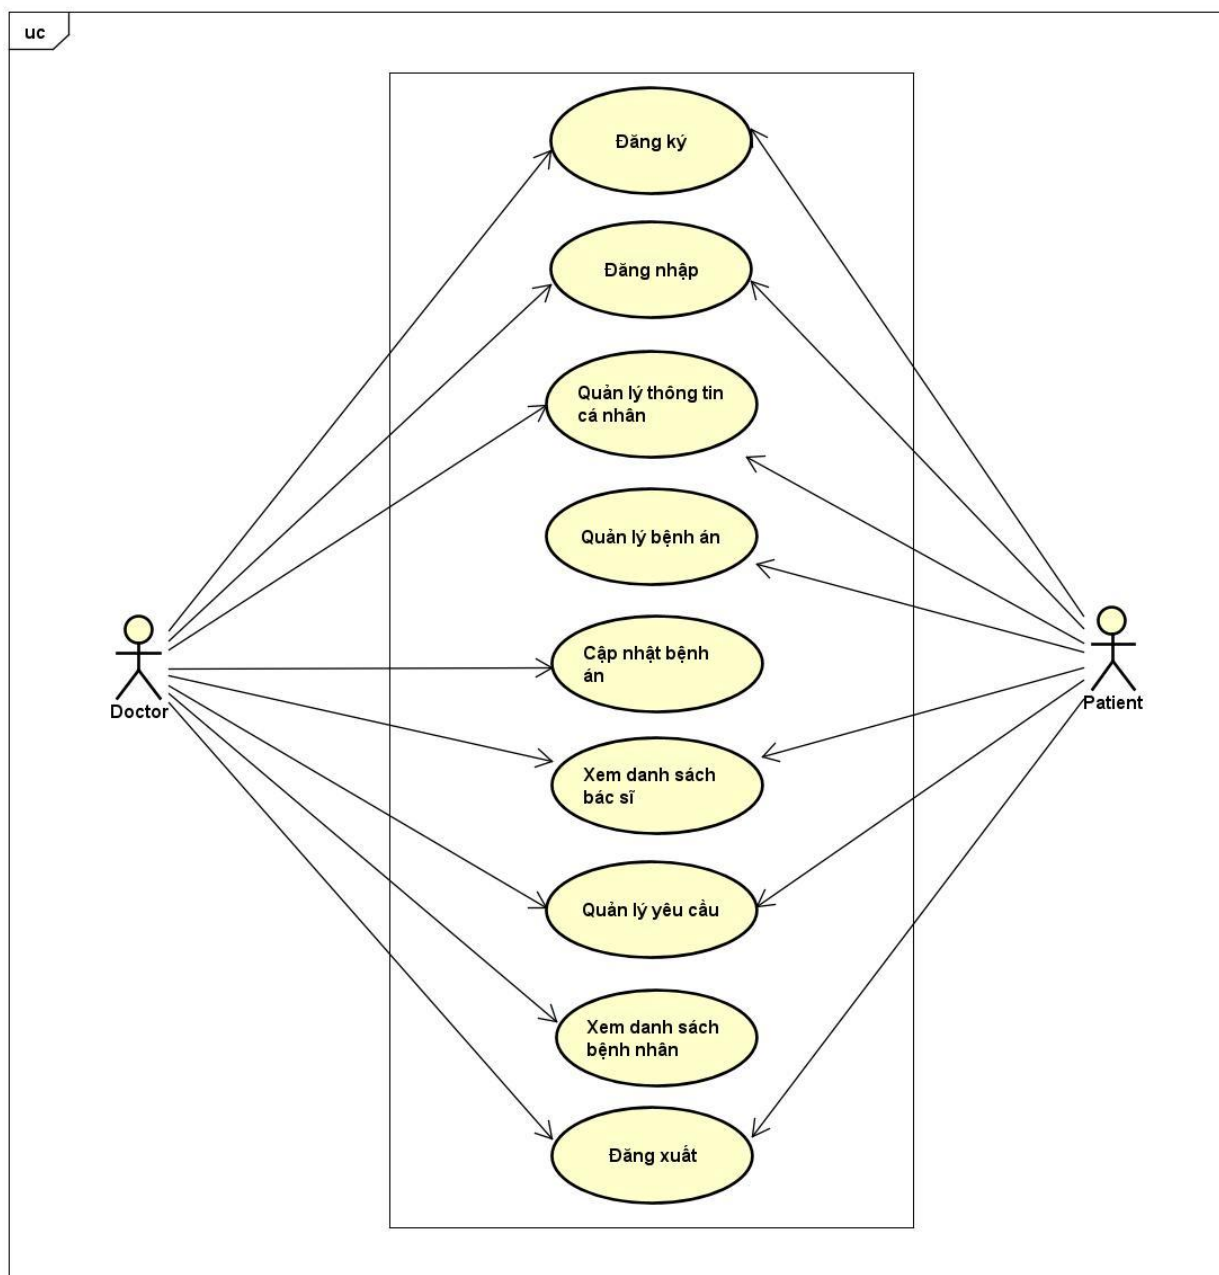 uc
Đăng ký
Đăng nhập
Quản lý thông tin
cá nhân
Quản lý bệnh án
Cập nhật bệnh
án
Doctor
Patient
Xem danh sách
bác sĩ
Quản lý yêu cầu
Xem danh sách
bệnh nhân
Đăng xuất